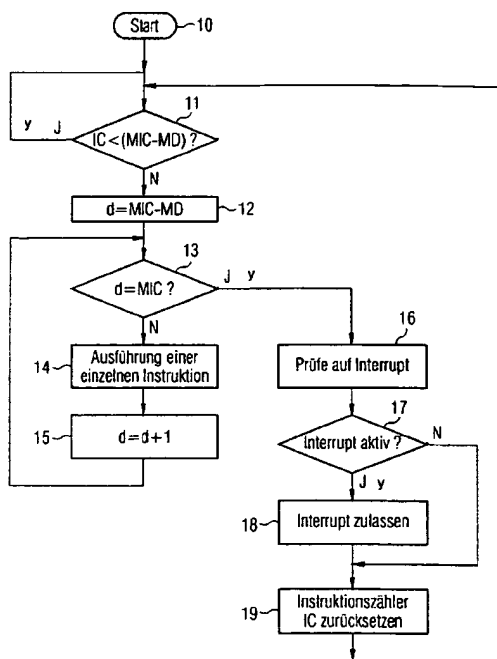 Start
10
11
y J
IC<(MIC-MD) ?
N
d=MIC-MD
12
13
d=MIC ?
J y
N
14
Ausführung einer
einzelnen Instruktion
15
d=d+1
16
Prüfe auf Interrupt
17
Interrupt aktiv ?
N
J y
18
Interrupt zulassen
19
Instruktionszähler
IC zurücksetzen